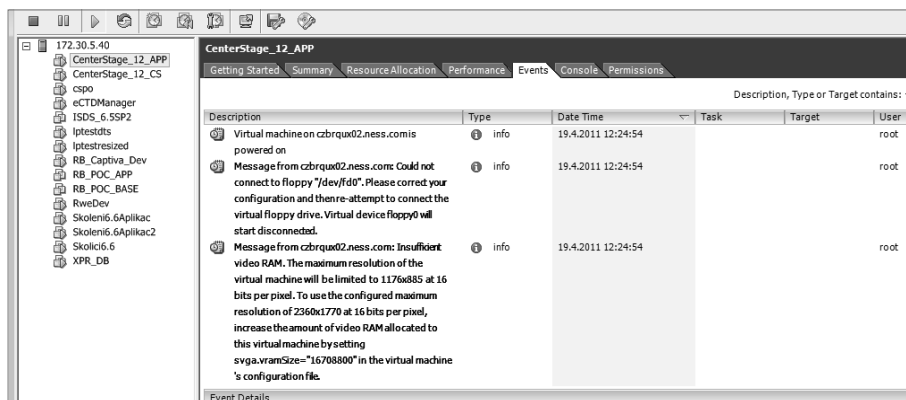 172.30.5.40
CenterStage_12_APP
CenterStage_12_CS
cspo
eCTDManager
ISDS_6.5SP2
lptestdts
lptestresized
RB_Captiva_Dev
RB_POC_APP
RB_POC_BASE
RweDev
Skoleni6.6Aplikac
Skoleni6.6Aplikac2
Skolici6.6
XPR_DB
CenterStage_12_APP
Getting Started Summary Resource Allocation Performance Events Console Permissions
Description, Type or Target contains:
Description Type Date Time Task Target User
Virtual machine on czbrqux02.ness.com is info 19.4.2011 12:24:54 root
powered on
Message from czbrqux02.ness.com: Could not info 19.4.2011 12:24:54 root
connect to floppy "/dev/fd0". Please correct your
configuration and then re-attempt to connect the
virtual floppy drive. Virtual device floppy0 will
start disconnected.
Message from czbrqux02.ness.com: Insufficient info 19.4.2011 12:24:54 root
video RAM. The maximum resolution of the
virtual machine will be limited to 1176x885 at 16
bits per pixel. To use the configured maximum
resolution of 2360x1770 at 16 bits per pixel,
increase the amount of video RAM allocated to
this virtual machine by setting
svga.vramSize="16708800" in the virtual machine
's configuration file.
Event Details